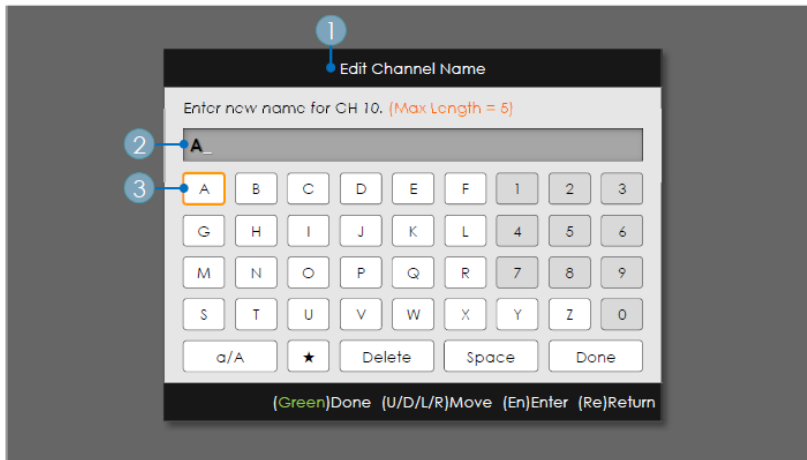 1
Edit Channel Name
Enter new name for CH 10. (Max Length = 5)
2 A_
3 A B C D E F 1 2 3
G H I J K L 4 5 6
M N O P Q R 7 8 9
S T U V W X Y Z 0
a/A ★ Delete Space Done
(Green)Done (U/D/L/R)Move (En)Enter (Re)Return